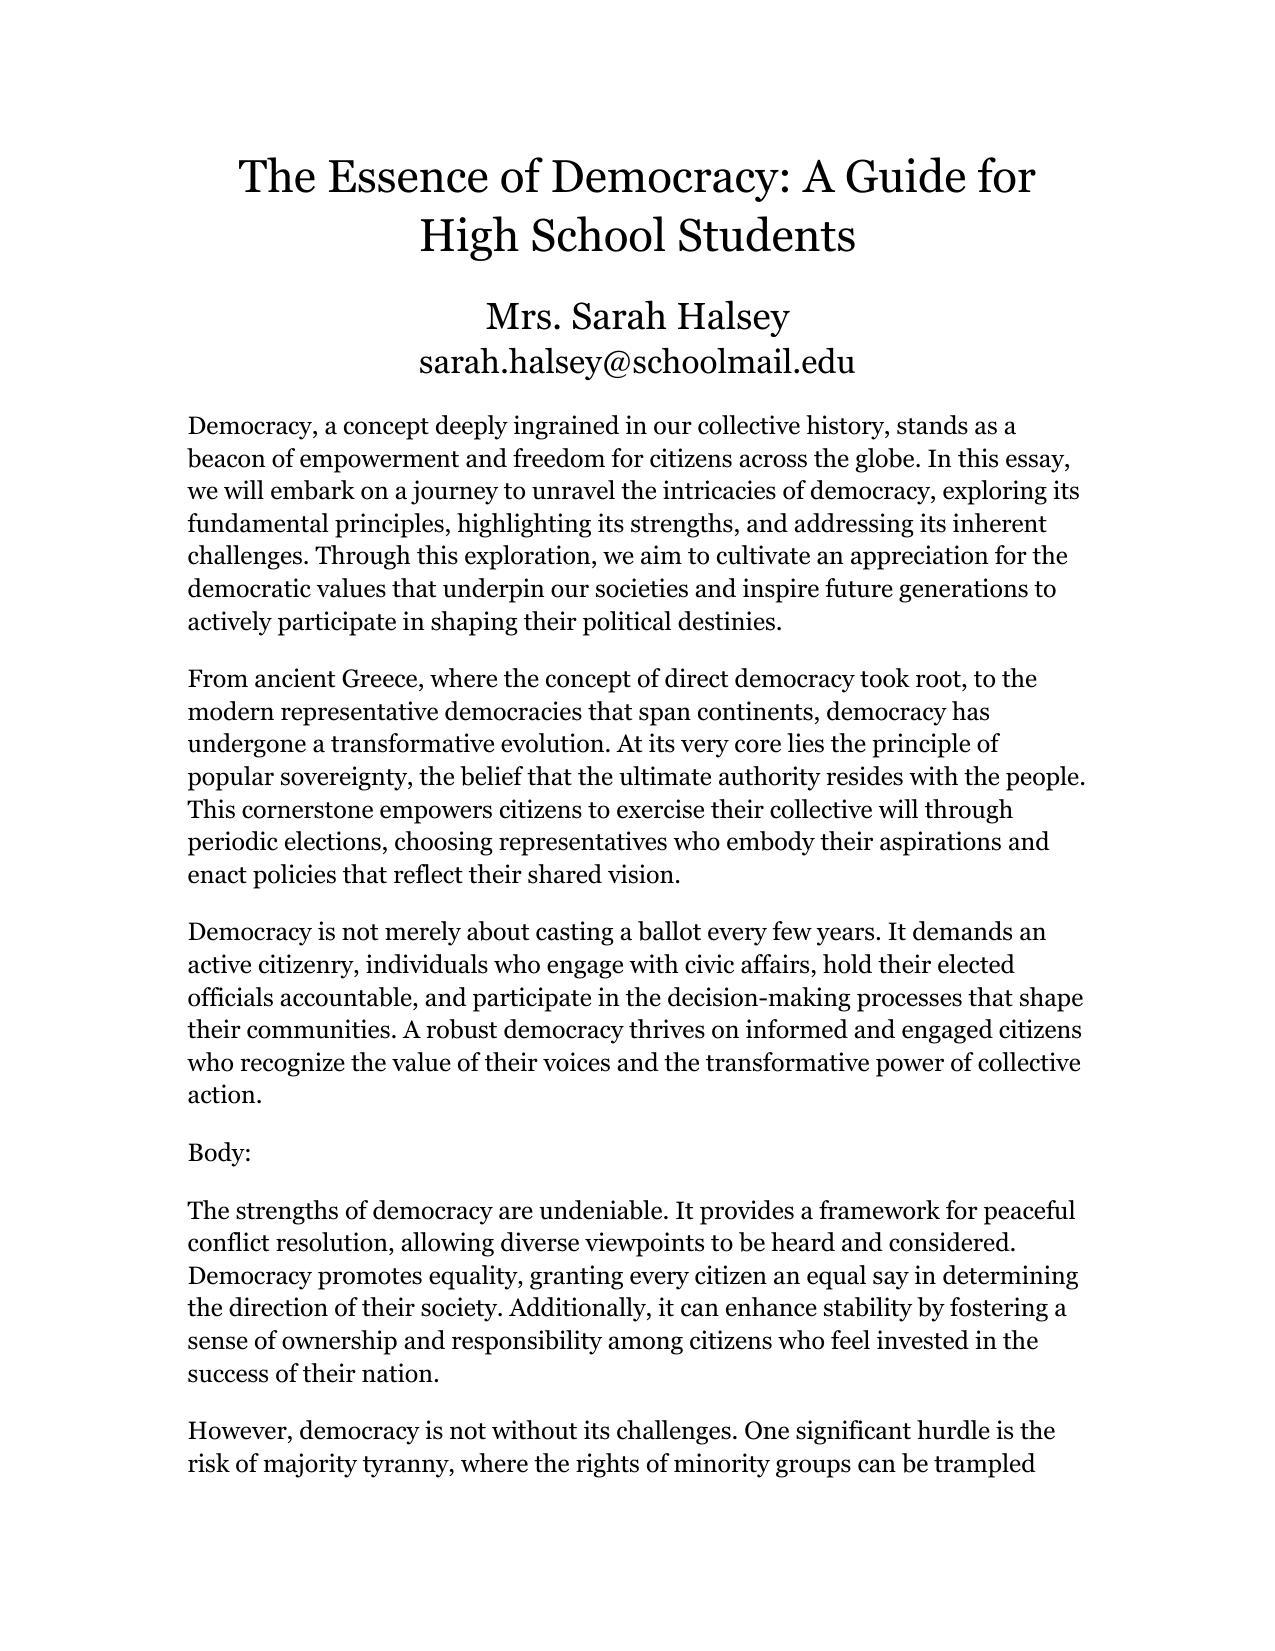 The Essence of Democracy: A Guide for
High School Students
Mrs. Sarah Halsey
sarah.halsey@schoolmail.edu
Democracy, a concept deeply ingrained in our collective history, stands as a
beacon of empowerment and freedom for citizens across the globe. In this essay,
we will embark on a journey to unravel the intricacies of democracy, exploring its
fundamental principles, highlighting its strengths, and addressing its inherent
challenges. Through this exploration, we aim to cultivate an appreciation for the
democratic values that underpin our societies and inspire future generations to
actively participate in shaping their political destinies.
From ancient Greece, where the concept of direct democracy took root, to the
modern representative democracies that span continents, democracy has
undergone a transformative evolution. At its very core lies the principle of
popular sovereignty, the belief that the ultimate authority resides with the people.
This cornerstone empowers citizens to exercise their collective will through
periodic elections, choosing representatives who embody their aspirations and
enact policies that reflect their shared vision.
Democracy is not merely about casting a ballot every few years. It demands an
active citizenry, individuals who engage with civic affairs, hold their elected
officials accountable, and participate in the decision-making processes that shape
their communities. A robust democracy thrives on informed and engaged citizens
who recognize the value of their voices and the transformative power of collective
action.
Body:
The strengths of democracy are undeniable. It provides a framework for peaceful
conflict resolution, allowing diverse viewpoints to be heard and considered.
Democracy promotes equality, granting every citizen an equal say in determining
the direction of their society. Additionally, it can enhance stability by fostering a
sense of ownership and responsibility among citizens who feel invested in the
success of their nation.
However, democracy is not without its challenges. One significant hurdle is the
risk of majority tyranny, where the rights of minority groups can be trampled